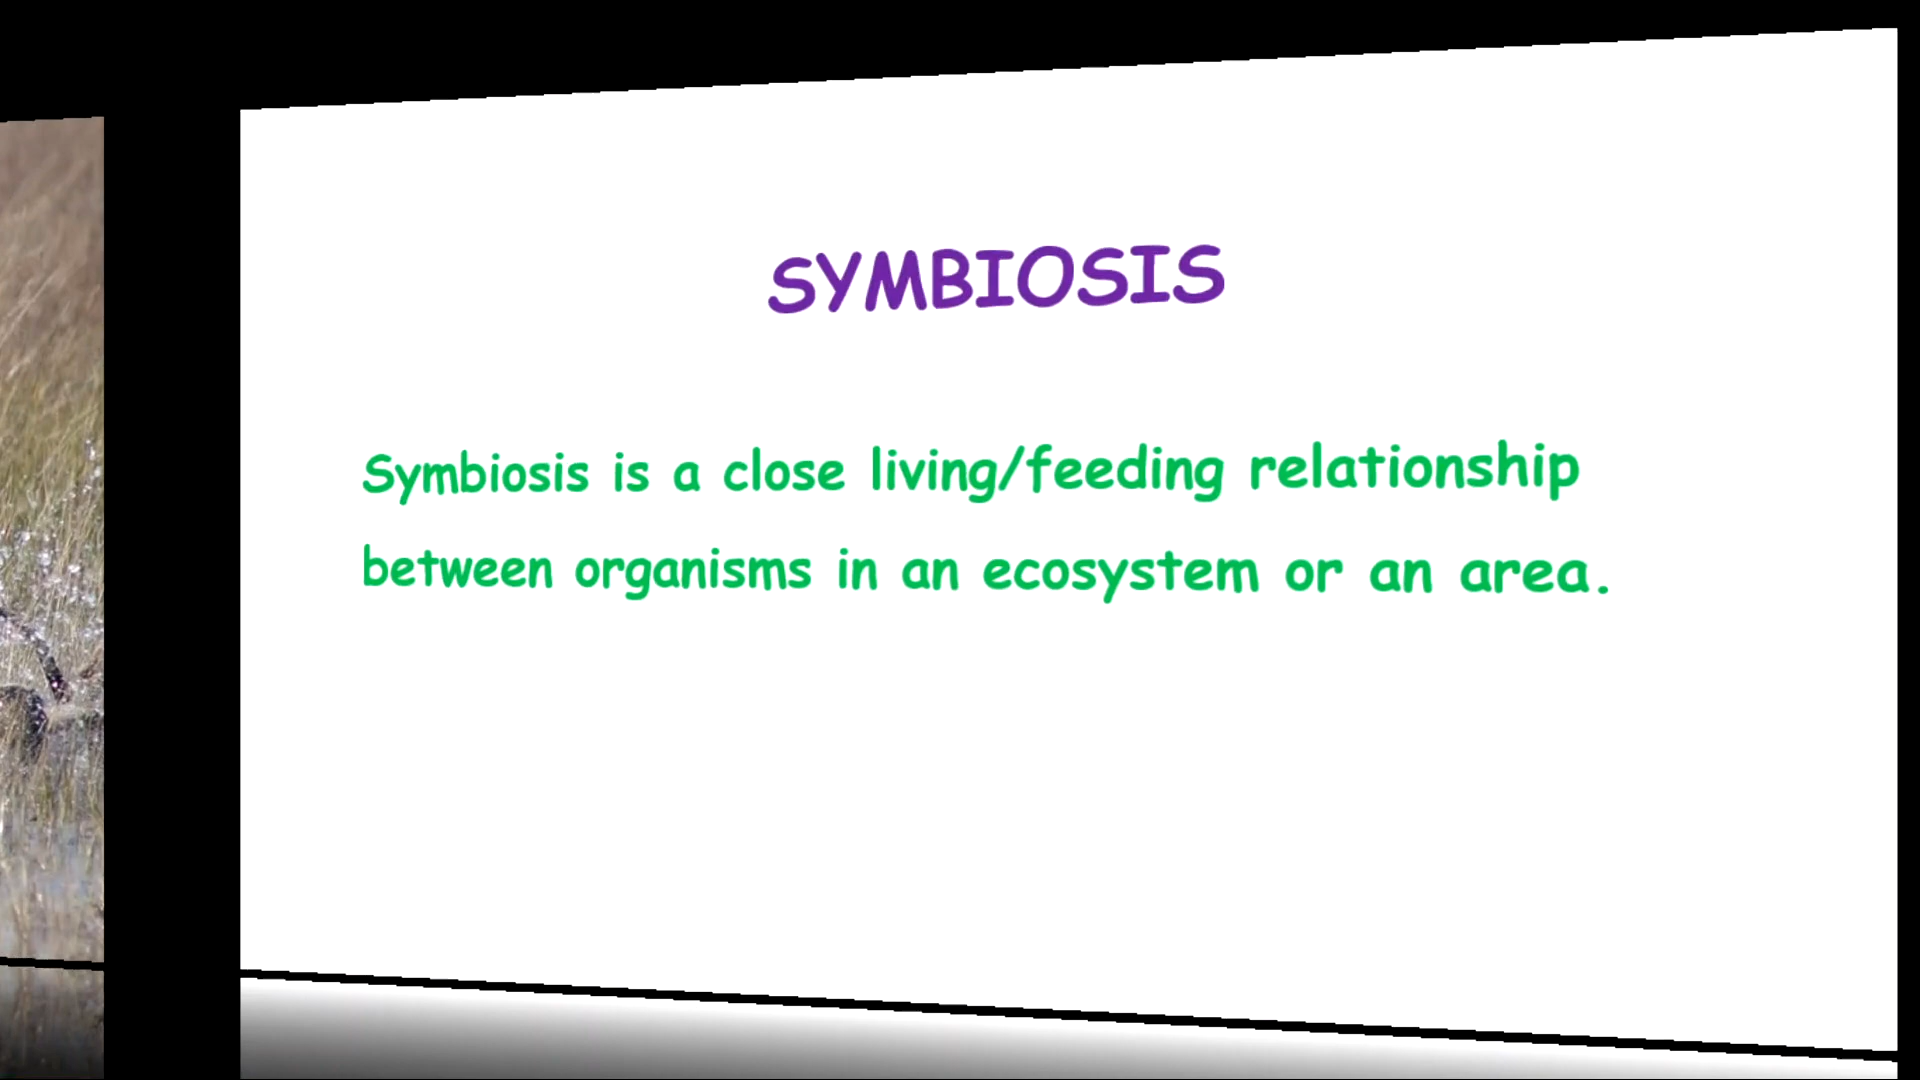 SYMBIOSIS
Symbiosis is a close living/feeding relationship
between organisms in an ecosystem or an area.